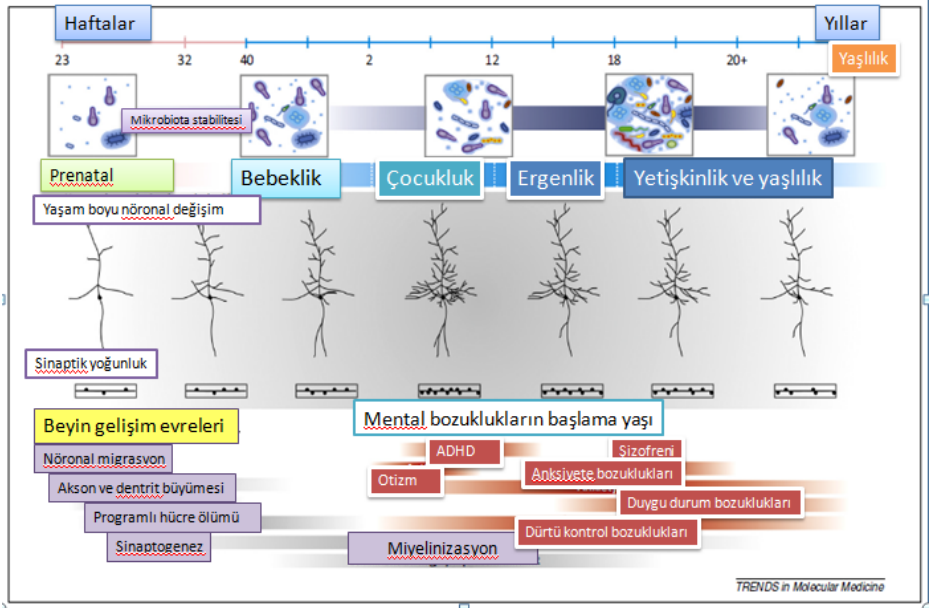 Haftalar
Yıllar
23
32
40
2
12
18
20+
Yaşlılık
Mikrobiota stabilitesi
Prenatal
Bebeklik
Çocukluk
Ergenlik
Yetişkinlik ve yaşlılık
Yaşam boyu nöronal değişim
Sinaptik yoğunluk
Beyin gelişim evreleri
Mental bozuklukların başlama yaşı
Nöronal migrasyon
ADHD
Şizofreni
Otizm
Anksiyete bozuklukları
Akson ve dentrit büyümesi
Duygu durum bozuklukları
Programlı hücre ölümü
Dürtü kontrol bozuklukları
Sinaptogenez
Miyelinizasyon
TRENDS in Molecular Medicine